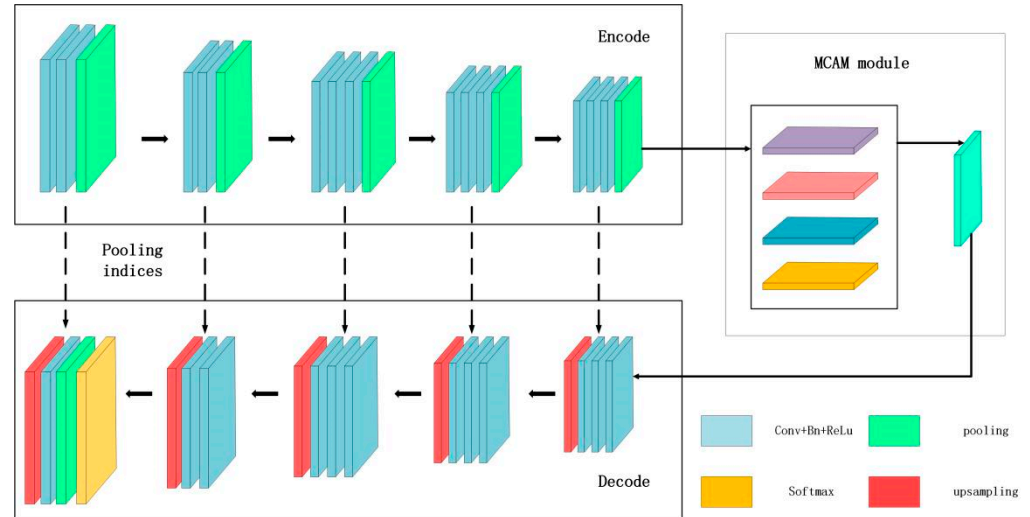 Encode
MCAM module
Pooling
indices
Decode
Conv+Bn+ReLu
pooling
Softmax
upsampling